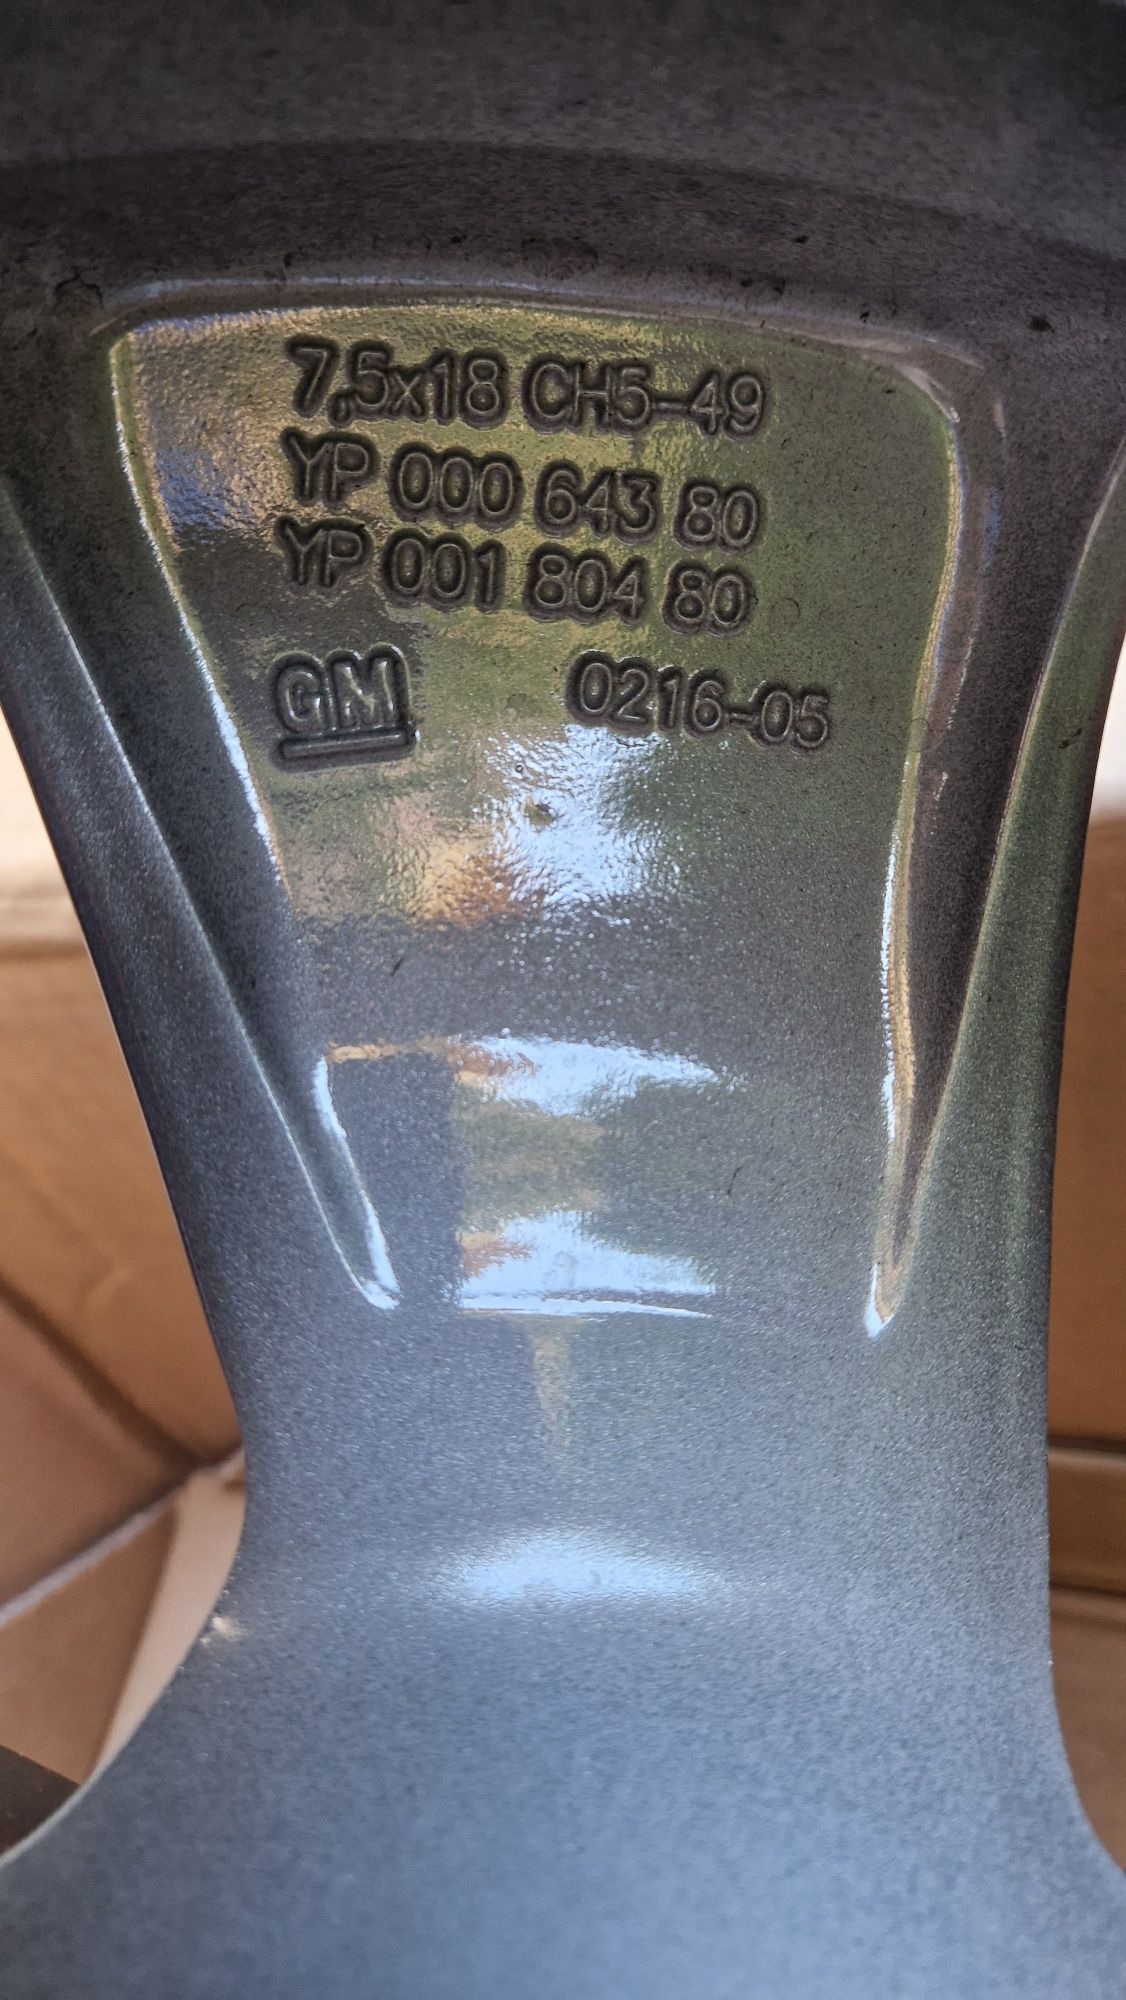 7,5x18 CH5-49
YP 000 643 80
YP 001 804 80
GM 0216-05